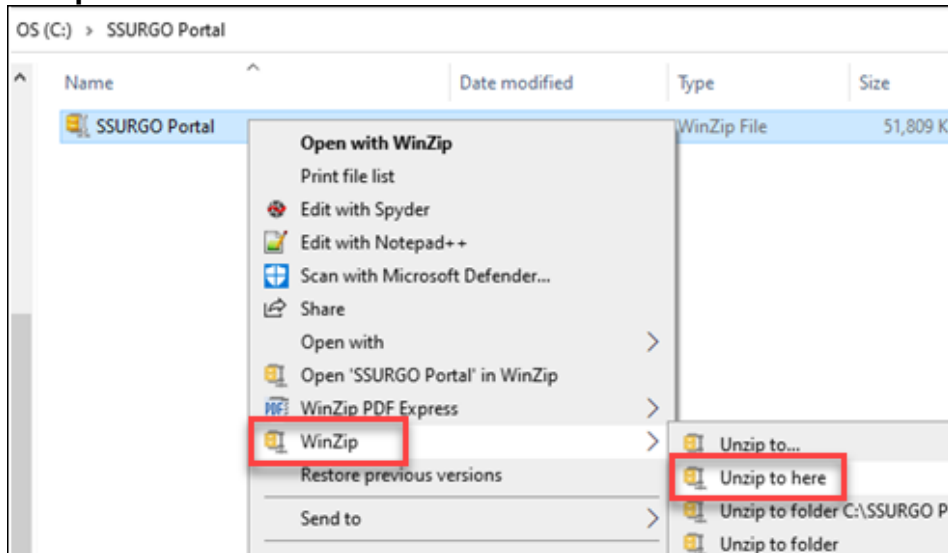 OS (C:) > SSURGO Portal
Name Date modified Type Size
SSURGO Portal WinZip File 51,809 K
Open with WinZip
Print file list
Edit with Spyder
Edit with Notepad++
Scan with Microsoft Defender...
Share
Open with
Open 'SSURGO Portal' in WinZip
WinZip PDF Express
WinZip
Unzip to...
Restore previous versions
Unzip to here
Unzip to folder C:\SSURGO P
Send to
Unzip to folder